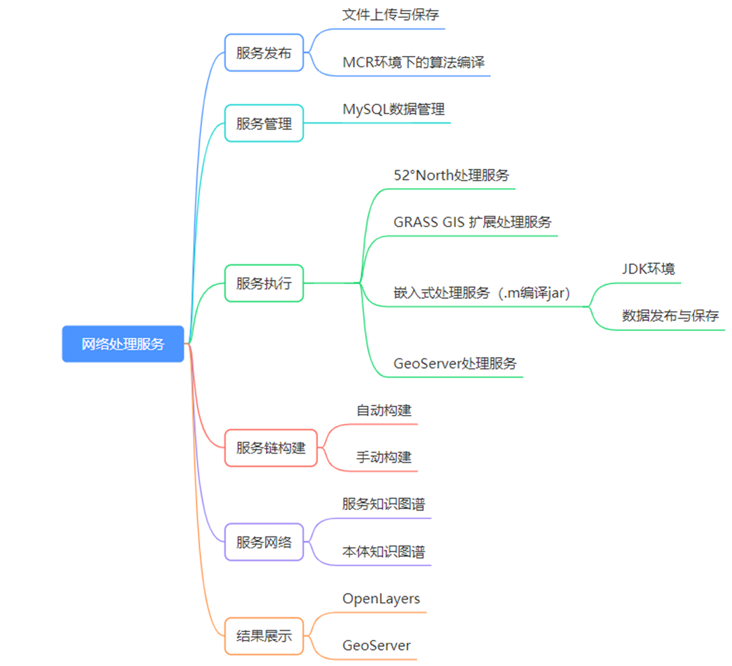 网络处理服务
服务发布
文件上传与保存
MCR环境下的算法编译
服务管理
MySQL数据管理
服务执行
52°North处理服务
GRASS GIS 扩展处理服务
嵌入式处理服务（.m编译jar）
JDK环境
数据发布与保存
GeoServer处理服务
服务链构建
自动构建
手动构建
服务网络
服务知识图谱
本体知识图谱
结果展示
OpenLayers
GeoServer